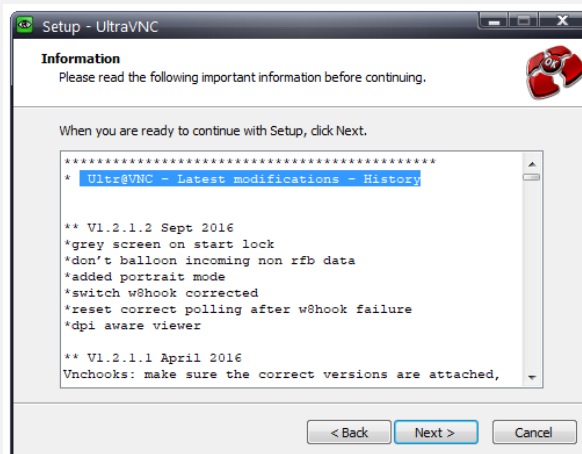 Setup - UltraVNC
Information
Please read the following important information before continuing.
OK
When you are ready to continue with Setup, click Next.
**********************************************
* Ultr@VNC - Latest modifications - History
** V1.2.1.2 Sept 2016
*grey screen on start lock
*don't balloon incoming non rfb data
*added portrait mode
*switch w8hook corrected
*reset correct polling after w8hook failure
*dpi aware viewer
** V1.2.1.1 April 2016
Vnchooks: make sure the correct versions are attached,
< Back
Next >
Cancel